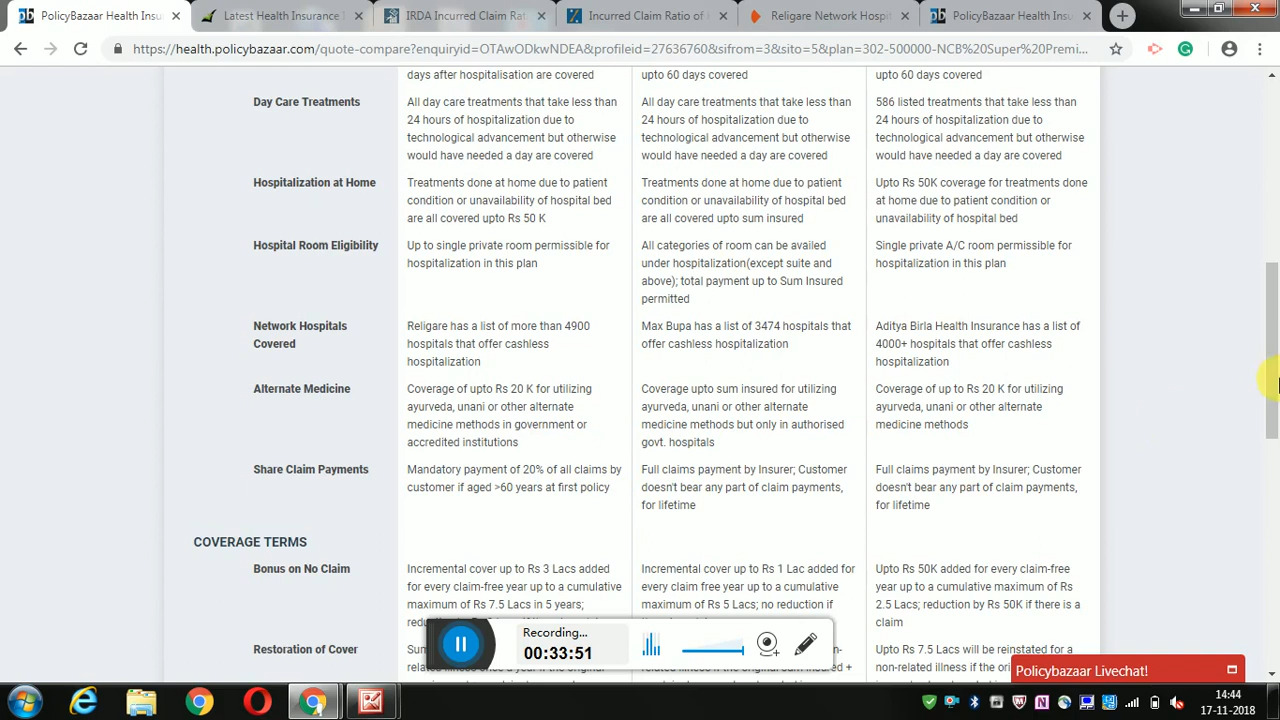 PolicyBazaar Health Insu
Latest Health Insurance
IRDA Incurred Claim Rat
Incurred Claim Ratio of
Religare Network Hospit
PolicyBazaar Health Insu
https://health.policybazaar.com/quote-compare?enquiryid=OTAwODkwNDEA&profileid=27636760&sifrom=3&sito=5&plan=302-500000-NCB%20Super%20Premi...
days after hospitalisation are covered
upto 60 days covered
upto 60 days covered
Day Care Treatments
All day care treatments that take less than
24 hours of hospitalization due to
technological advancement but otherwise
would have needed a day are covered
All day care treatments that take less than
24 hours of hospitalization due to
technological advancement but otherwise
would have needed a day are covered
586 listed treatments that take less than
24 hours of hospitalization due to
technological advancement but otherwise
would have needed a day are covered
Hospitalization at Home
Treatments done at home due to patient
condition or unavailability of hospital bed
are all covered upto Rs 50 K
Treatments done at home due to patient
condition or unavailability of hospital bed
are all covered upto sum insured
Upto Rs 50K coverage for treatments done
at home due to patient condition or
unavailability of hospital bed
Hospital Room Eligibility
Up to single private room permissible for
hospitalization in this plan
All categories of room can be availed
under hospitalization(except suite and
above); total payment up to Sum Insured
permitted
Single private A/C room permissible for
hospitalization in this plan
Network Hospitals
Covered
Religare has a list of more than 4900
hospitals that offer cashless
hospitalization
Max Bupa has a list of 3474 hospitals that
offer cashless hospitalization
Aditya Birla Health Insurance has a list of
4000+ hospitals that offer cashless
hospitalization
Alternate Medicine
Coverage of upto Rs 20 K for utilizing
ayurveda, unani or other alternate
medicine methods in government or
accredited institutions
Coverage upto sum insured for utilizing
ayurveda, unani or other alternate
medicine methods but only in authorised
govt. hospitals
Coverage of up to Rs 20 K for utilizing
ayurveda, unani or other alternate
medicine methods
Share Claim Payments
Mandatory payment of 20% of all claims by
customer if aged >60 years at first policy
Full claims payment by Insurer; Customer
doesn't bear any part of claim payments,
for lifetime
Full claims payment by Insurer; Customer
doesn't bear any part of claim payments,
for lifetime
COVERAGE TERMS
Bonus on No Claim
Incremental cover up to Rs 3 Lacs added
for every claim-free year up to a cumulative
maximum of Rs 7.5 Lacs in 5 years;
Incremental cover up to Rs 1 Lac added for
every claim free year up to a cumulative
maximum of Rs 5 Lacs; no reduction if
Upto Rs 50K added for every claim-free
year up to a cumulative maximum of Rs
2.5 Lacs; reduction by Rs 50K if there is a
claim
Restoration of Cover
Upto Rs 7.5 Lacs will be reinstated for a
non-related illness if the
Recording...
00:33:51
Policybazaar Livechat!
14:44
17-11-2018